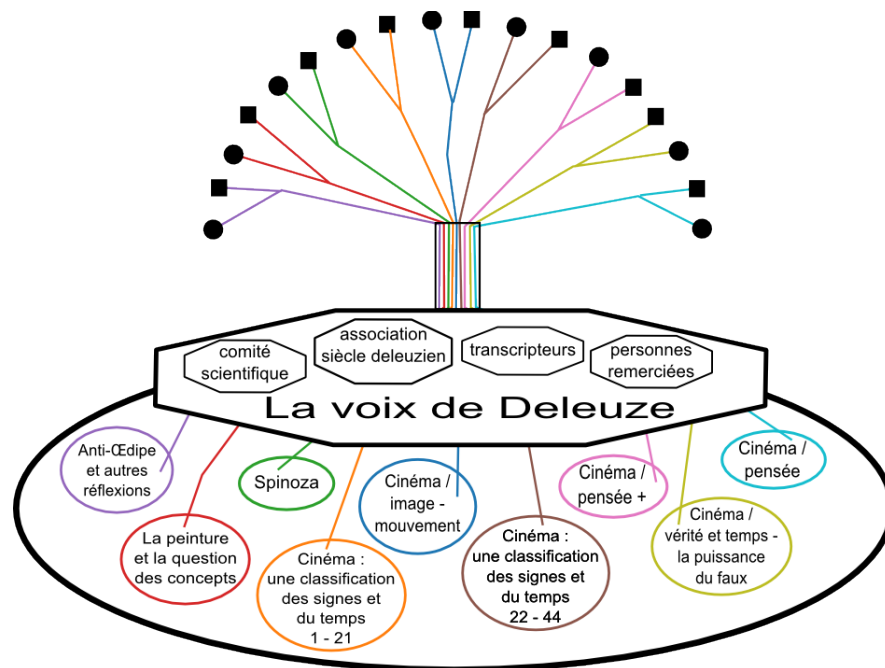 comité
scientifique
association
siècle deleuzien
transcripteurs
personnes
remerciées
La voix de Deleuze
Anti-Œdipe
et autres
réflexions
La peinture
et la question
des concepts
Spinoza
Cinéma :
une classification
des signes et
du temps
1 - 21
Cinéma /
image -
mouvement
Cinéma :
une classification
des signes et
du temps
22 - 44
Cinéma /
pensée +
Cinéma /
vérité et temps -
la puissance
du faux
Cinéma /
pensée